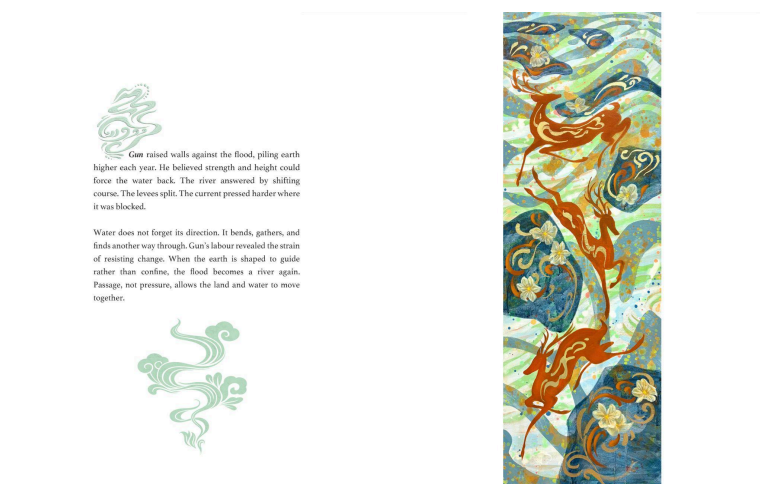 Gun raised walls against the flood, piling earth
higher each year. He believed strength and height could
force the water back. The river answered by shifting
course. The levees split. The current pressed harder where
it was blocked.
Water does not forget its direction. It bends, gathers, and
finds another way through. Gun’s labour revealed the strain
of resisting change. When the earth is shaped to guide
rather than confine, the flood becomes a river again.
Passage, not pressure, allows the land and water to move
together.